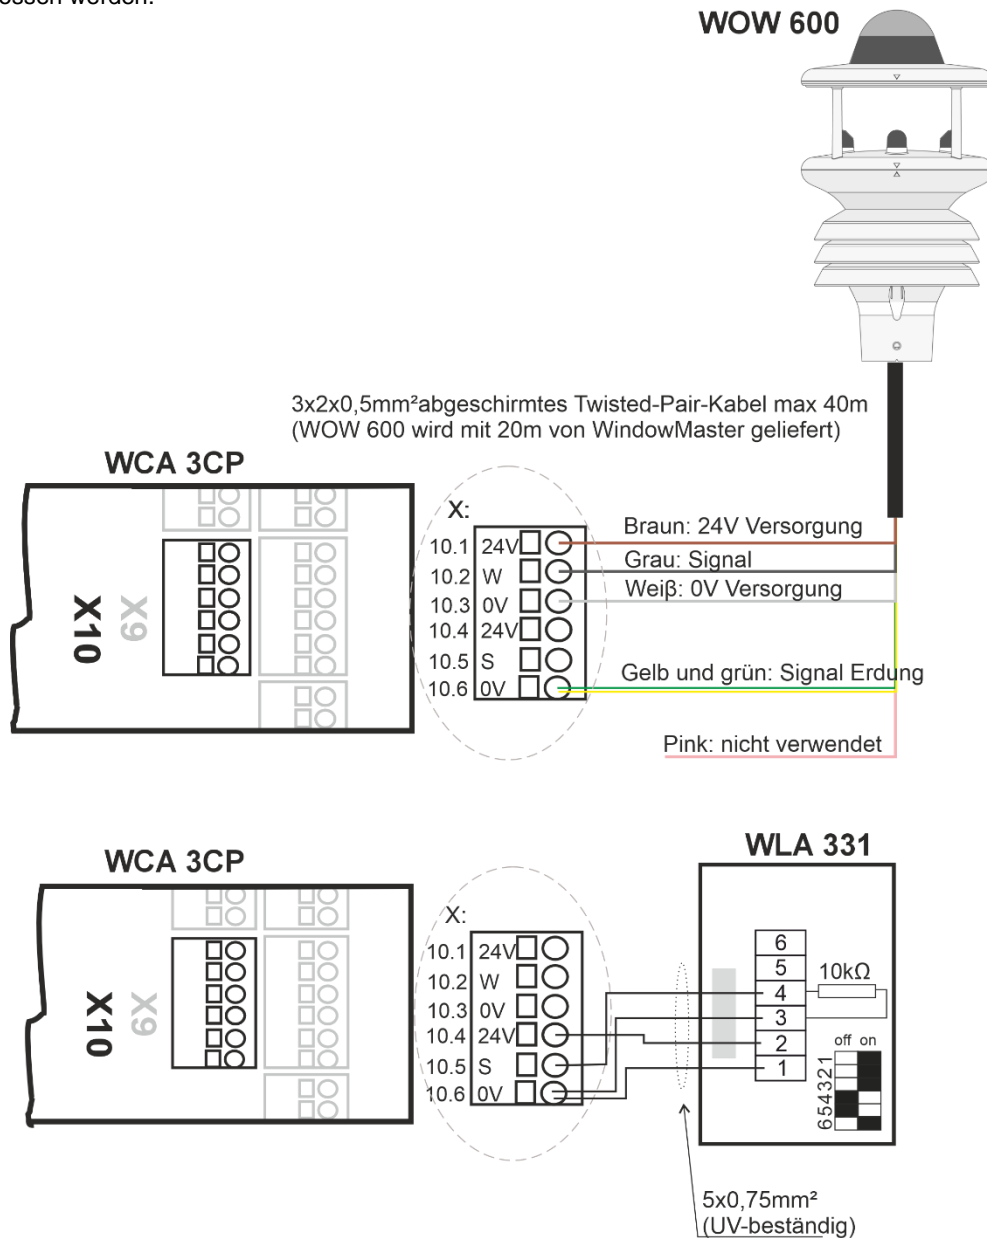 ossen werden.
WOW 600
3x2x0,5mm²abgeschirmtes Twisted-Pair-Kabel max 40m
(WOW 600 wird mit 20m von WindowMaster geliefert)
WCA 3CP
X10
X9
X:
10.1 24V
10.2 W
10.3 0V
10.4 24V
10.5 S
10.6 0V
Braun: 24V Versorgung
Grau: Signal
Weiß: 0V Versorgung
Gelb und grün: Signal Erdung
Pink: nicht verwendet
WCA 3CP
X10
X9
X:
10.1 24V
10.2 W
10.3 0V
10.4 24V
10.5 S
10.6 0V
WLA 331
6
5
4
3
2
1
10kΩ
off on
654321
5x0,75mm²
(UV-beständig)